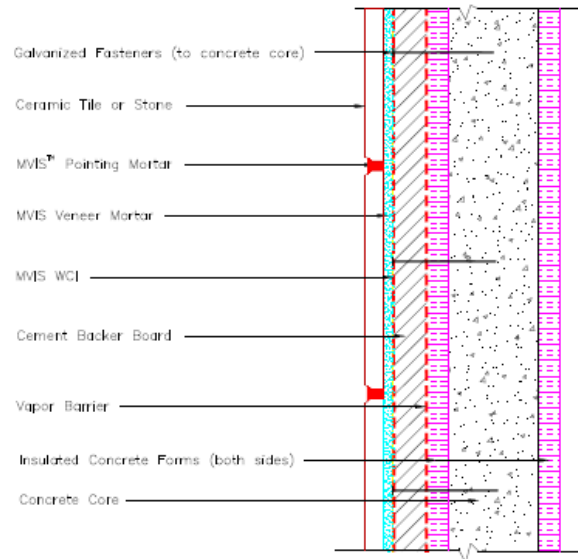 Galvanized Fasteners (to concrete core)
Ceramic Tile or Stone
MVIS™ Pointing Mortar
MVIS Veneer Mortar
MVIS WCI
Cement Backer Board
Vapor Barrier
Insulated Concrete Forms (both sides)
Concrete Core